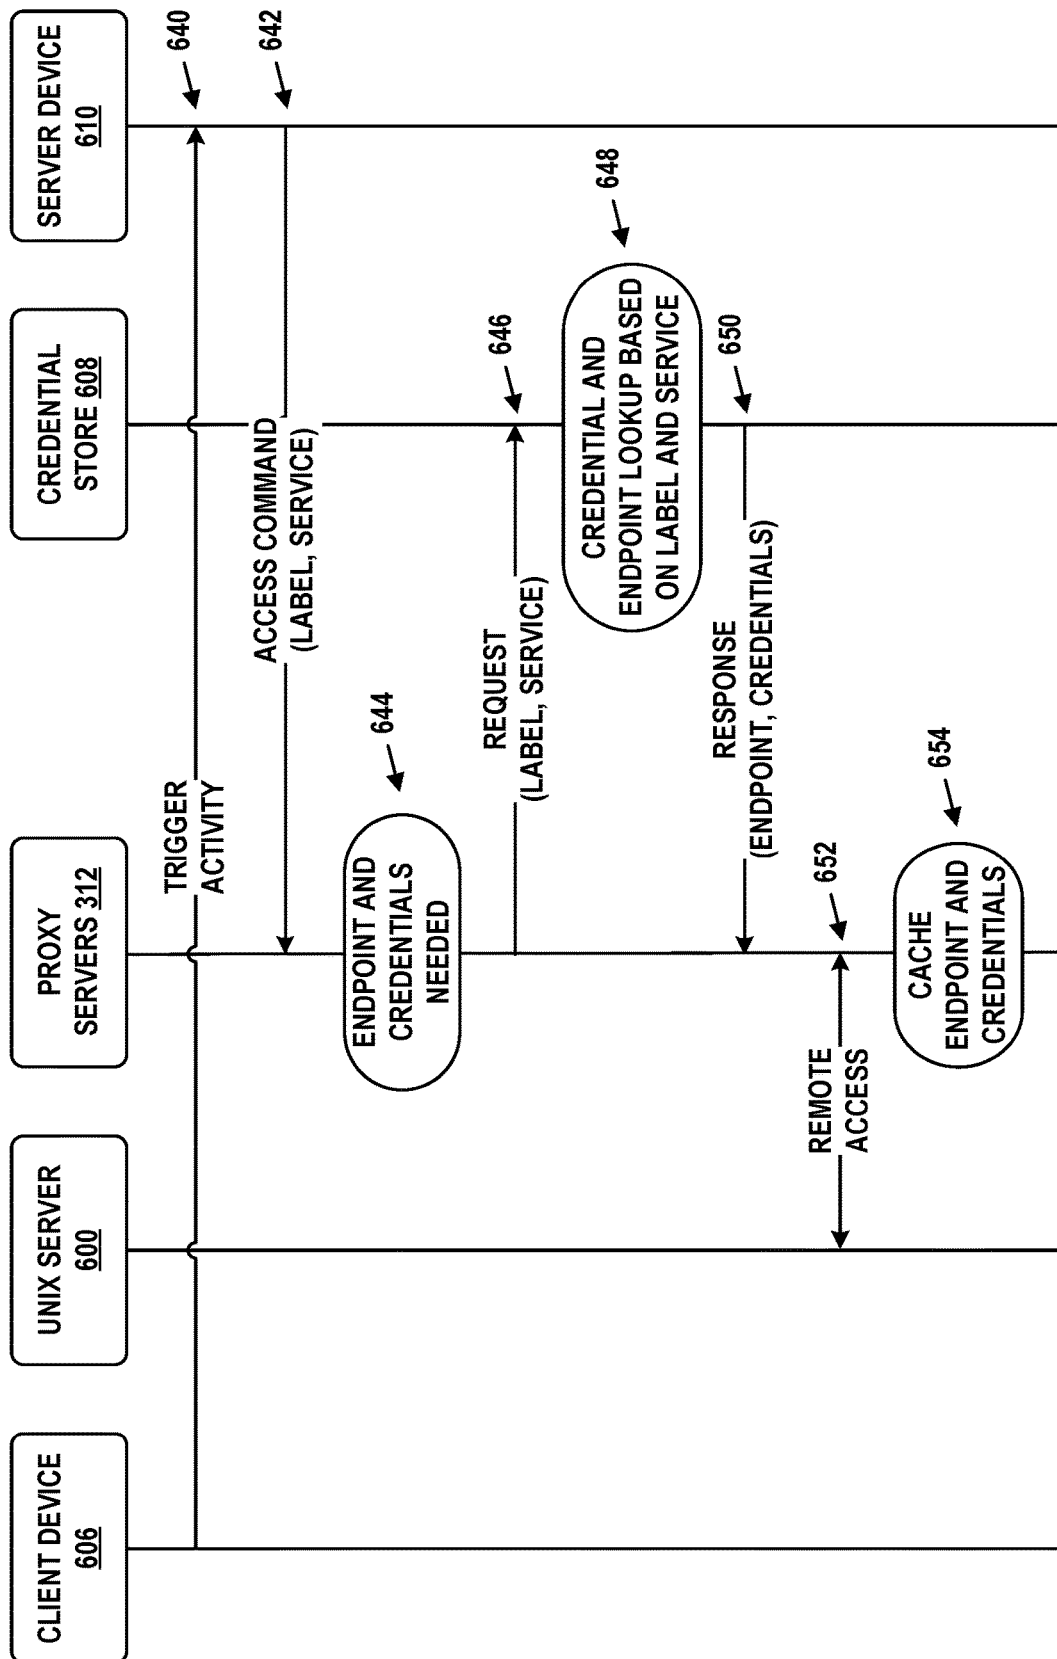 CLIENT DEVICE
606
UNIX SERVER
600
PROXY
SERVERS 312
CREDENTIAL
STORE 608
SERVER DEVICE
610
TRIGGER
ACTIVITY
640
ACCESS COMMAND
(LABEL, SERVICE)
642
ENDPOINT AND
CREDENTIALS
NEEDED
644
REQUEST
(LABEL, SERVICE)
646
CREDENTIAL AND
ENDPOINT LOOKUP BASED
ON LABEL AND SERVICE
648
RESPONSE
(ENDPOINT, CREDENTIALS)
650
REMOTE
ACCESS
652
CACHE
ENDPOINT AND
CREDENTIALS
654